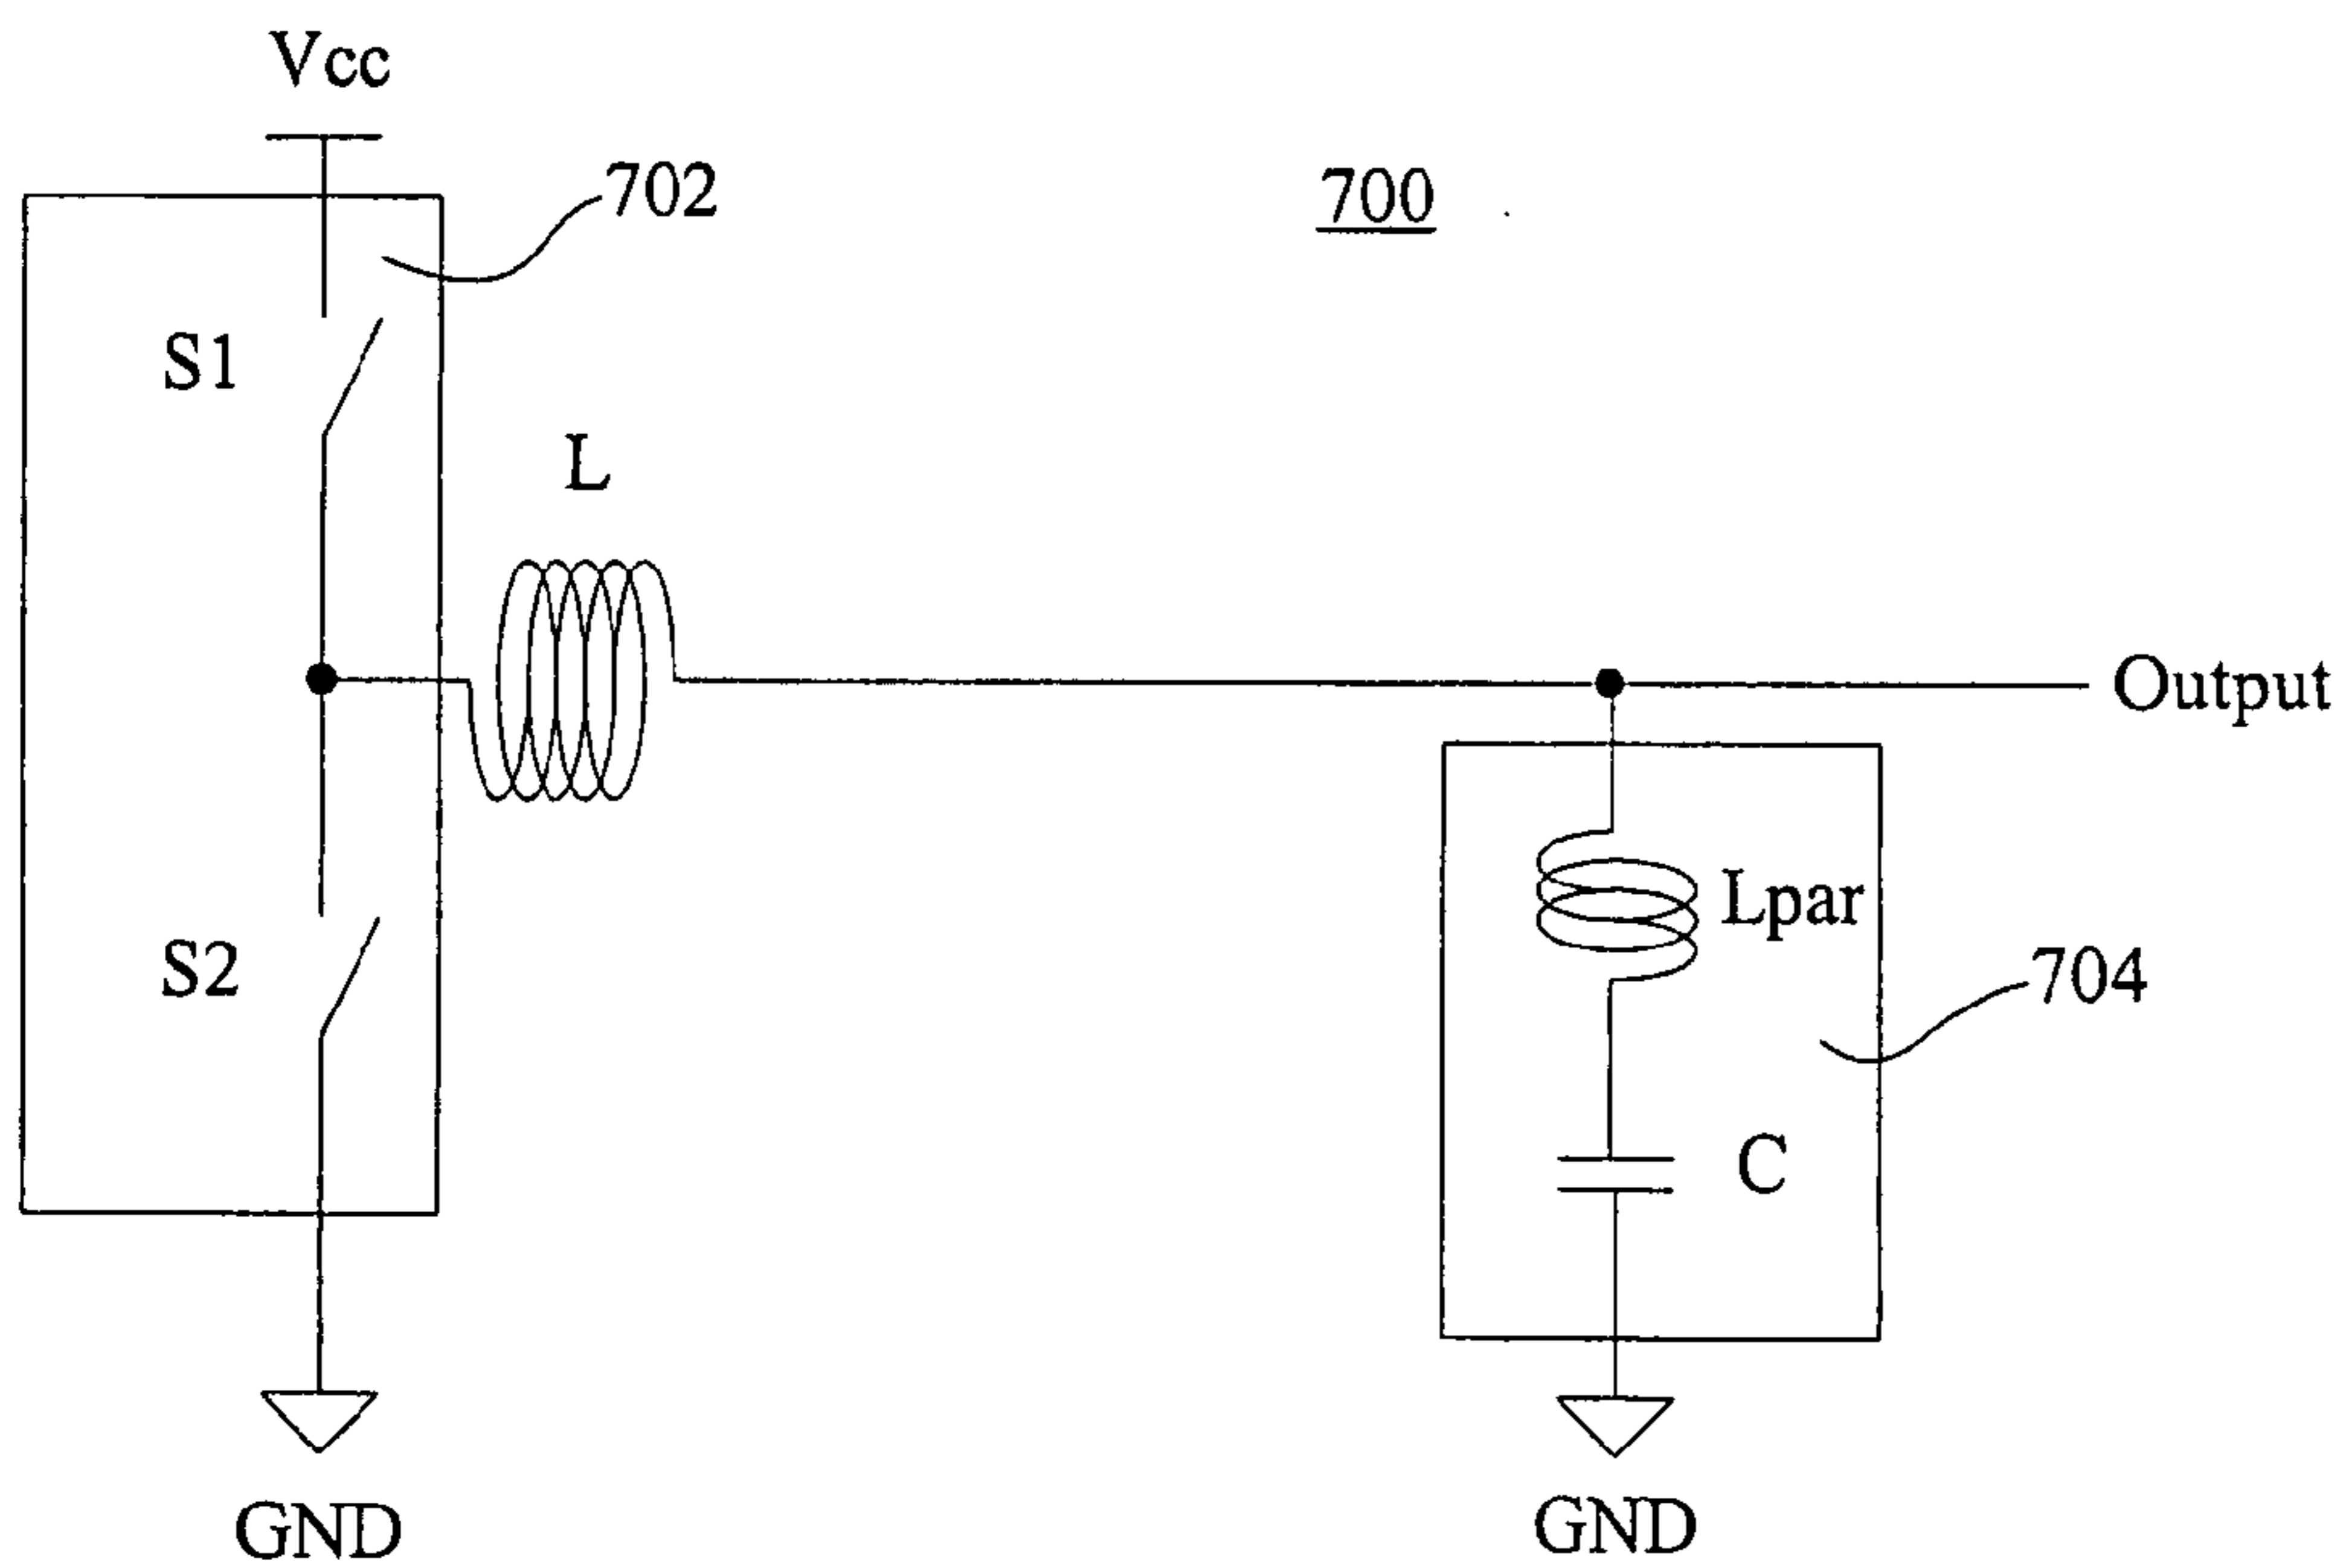 Vcc
702
700
S1
L
Output
Lpar
S2
704
C
GND
GND